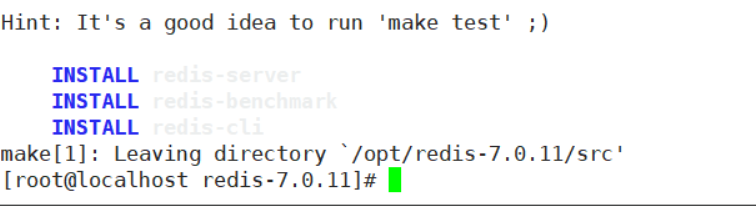 Hint: It's a good idea to run 'make test' ;)
INSTALL redis-server
INSTALL redis-benchmark
INSTALL redis-cli
make[1]: Leaving directory `/opt/redis-7.0.11/src'
[root@localhost redis-7.0.11]#